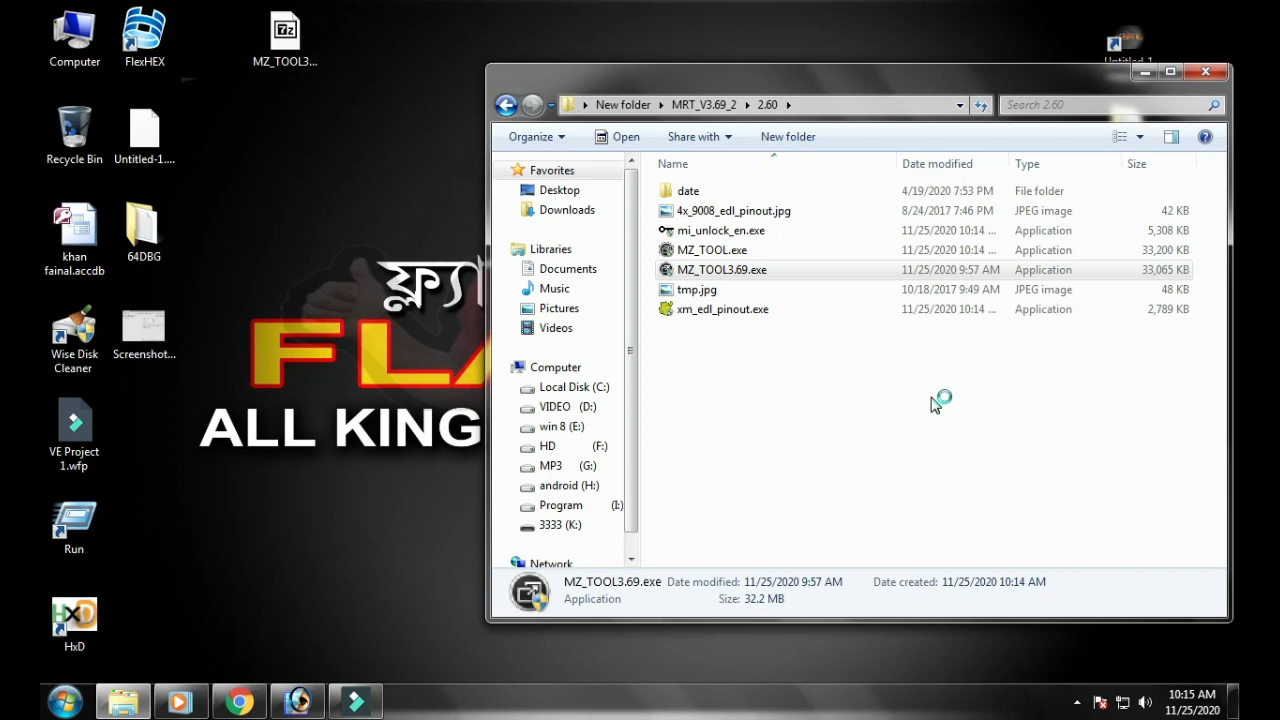 Computer
FlexHEX
MZ_TOOL3...
Recycle Bin
Untitled-1....
khan
fainal.accdb
64DBG
Wise Disk
Cleaner
Screenshot...
VE Project
1.wfp
Run
HxD
HxD
Untitled-1
ফ্ল্যা
FLA
ALL KING
New folder MRT_V3.69_2 2.60
Search 2.60
Organize Open Share with New folder
Favorites
Desktop
Downloads
Libraries
Documents
Music
Pictures
Videos
Computer
Local Disk (C:)
VIDEO (D:)
win 8 (E:)
HD (F:)
MP3 (G:)
android (H:)
Program (I:)
3333 (K:)
Network
Name Date modified Type Size
date 4/19/2020 7:53 PM File folder
4x_9008_edl_pinout.jpg 8/24/2017 7:46 PM JPEG image 42 KB
mi_unlock_en.exe 11/25/2020 10:14 ... Application 5,308 KB
MZ_TOOL.exe 11/25/2020 10:14 ... Application 33,200 KB
MZ_TOOL3.69.exe 11/25/2020 9:57 AM Application 33,065 KB
tmp.jpg 10/18/2017 9:49 AM JPEG image 48 KB
xm_edl_pinout.exe 11/25/2020 10:14 ... Application 2,789 KB
MZ_TOOL3.69.exe Date modified: 11/25/2020 9:57 AM Date created: 11/25/2020 10:14 AM
Application Size: 32.2 MB
10:15 AM
11/25/2020